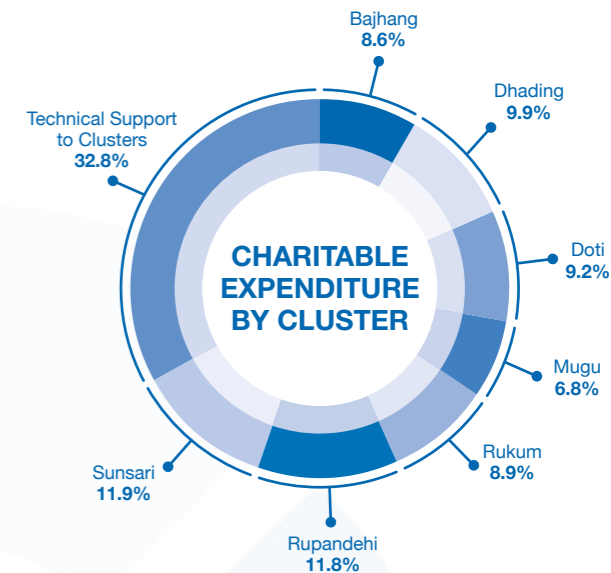 Bajhang
8.6%
Dhading
9.9%
Technical Support
to Clusters
32.8%
CHARITABLE
EXPENDITURE
BY CLUSTER
Doti
9.2%
Mugu
6.8%
Rukum
8.9%
Sunsari
11.9%
Rupandehi
11.8%